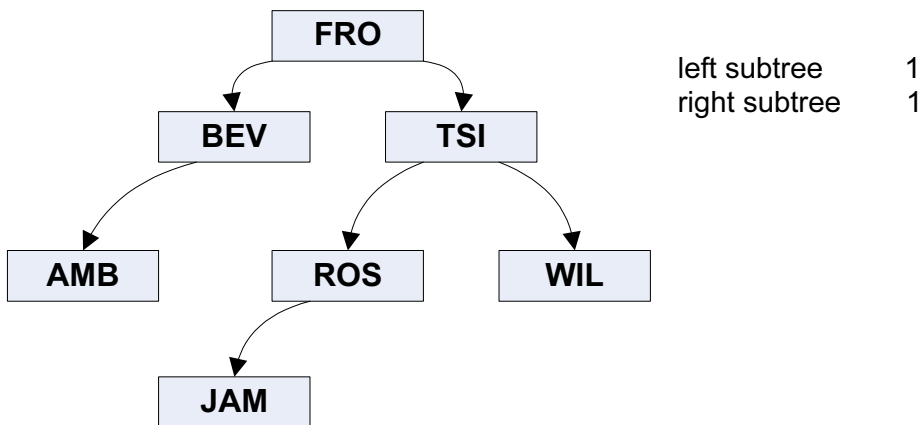 FRO
left subtree 1
right subtree 1
BEV TSI
AMB ROS WIL
JAM